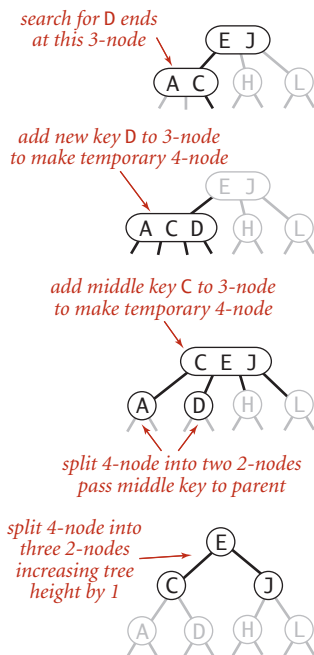 search for D ends
at this 3-node
E J
A C
H
L
add new key D to 3-node
to make temporary 4-node
E J
A C D
H
L
add middle key C to 3-node
to make temporary 4-node
C E J
A
D
H
L
split 4-node into two 2-nodes
pass middle key to parent
split 4-node into
three 2-nodes
increasing tree
height by 1
E
C
J
A
D
H
L